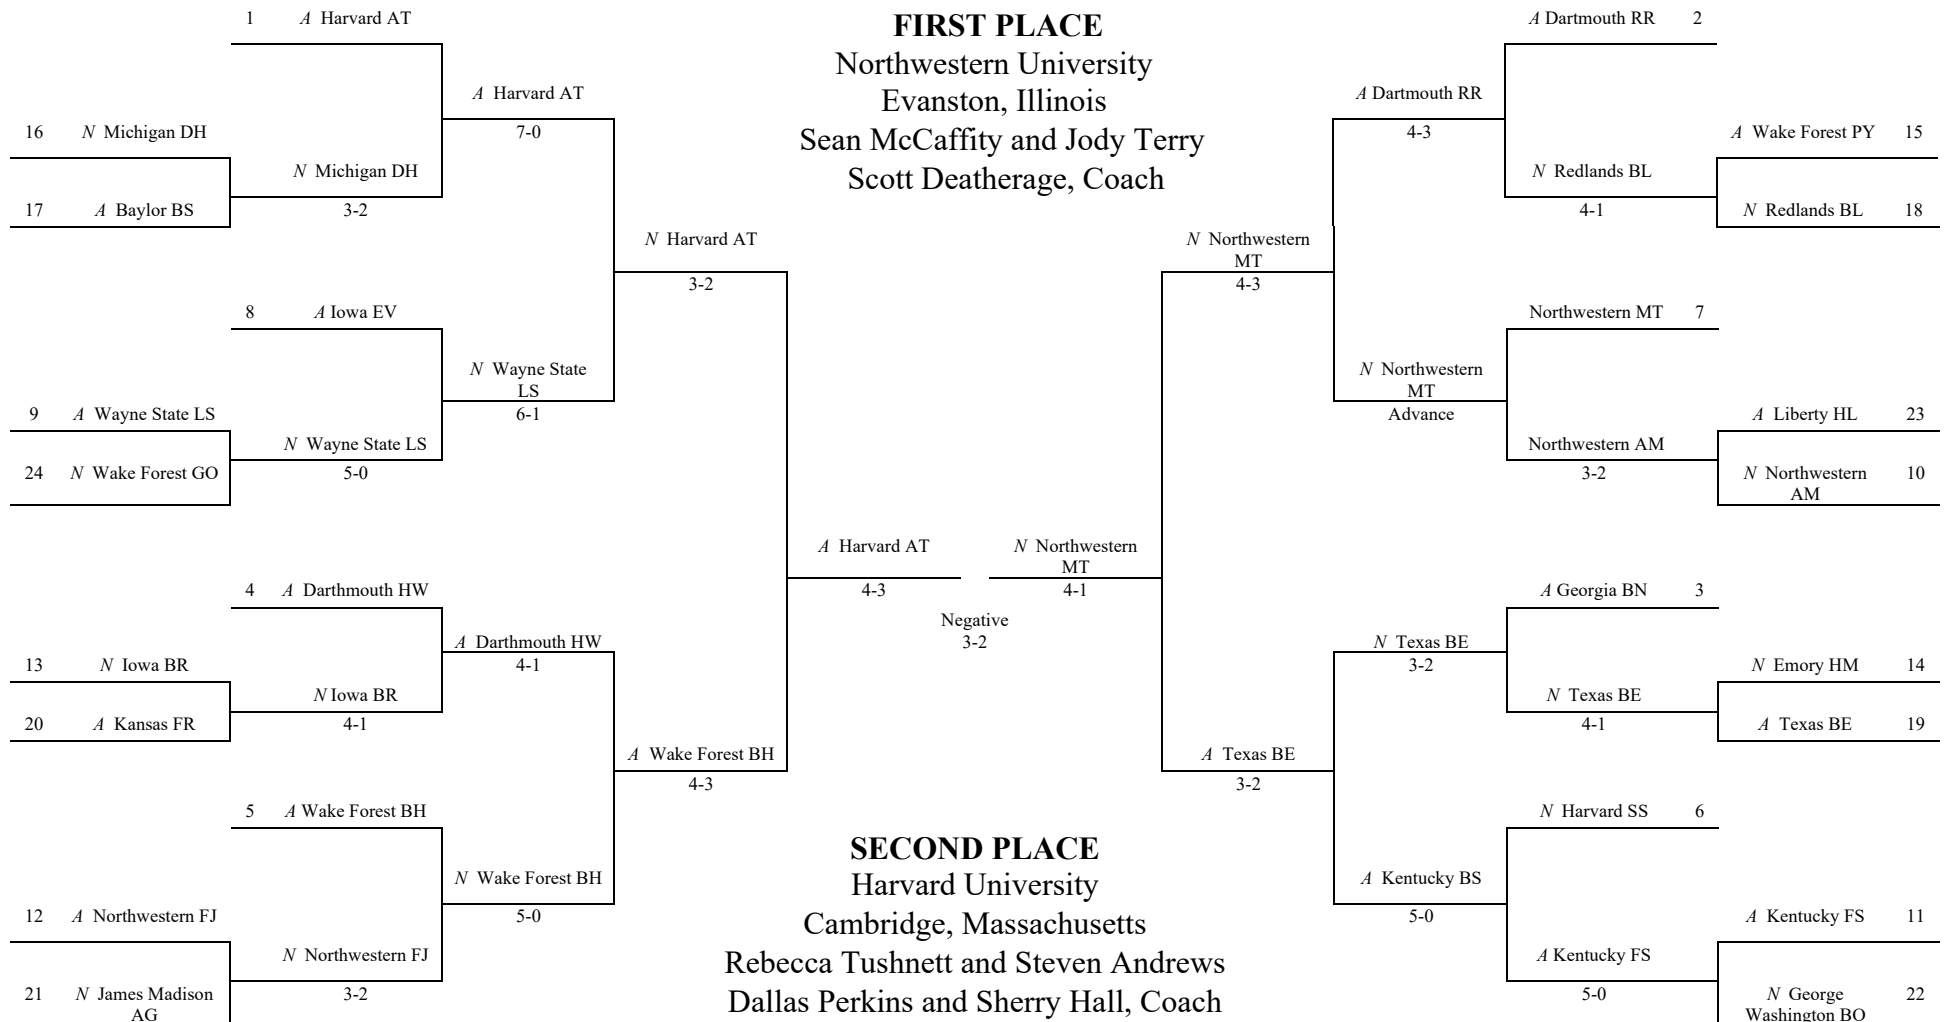 1 A Harvard AT
FIRST PLACE
A Dartmouth RR 2
Northwestern University
A Harvard AT
Evanston, Illinois
A Dartmouth RR
7-0
4-3
16 N Michigan DH
Sean McCaffity and Jody Terry
A Wake Forest PY 15
N Michigan DH
Scott Deatherage, Coach
N Redlands BL
17 A Baylor BS
3-2
4-1
N Redlands BL 18
N Harvard AT
N Northwestern
MT
3-2
4-3
8 A Iowa EV
Northwestern MT 7
N Wayne State
LS
N Northwestern
MT
9 A Wayne State LS
6-1
Advance
A Liberty HL 23
N Wayne State LS
Northwestern AM
24 N Wake Forest GO
5-0
3-2
N Northwestern
AM
10
A Harvard AT
N Northwestern
MT
4 A Darthmouth HW
4-3
4-1
A Georgia BN 3
Negative
3-2
A Darthmouth HW
N Texas BE
13 N Iowa BR
4-1
3-2
N Emory HM 14
N Iowa BR
N Texas BE
20 A Kansas FR
4-1
4-1
A Texas BE 19
A Wake Forest BH
A Texas BE
4-3
3-2
5 A Wake Forest BH
N Harvard SS 6
SECOND PLACE
N Wake Forest BH
Harvard University
A Kentucky BS
12 A Northwestern FJ
5-0
Cambridge, Massachusetts
5-0
A Kentucky FS 11
N Northwestern FJ
Rebecca Tushnett and Steven Andrews
A Kentucky FS
21 N James Madison
AG
3-2
Dallas Perkins and Sherry Hall, Coach
5-0
N George
Washington BO
22